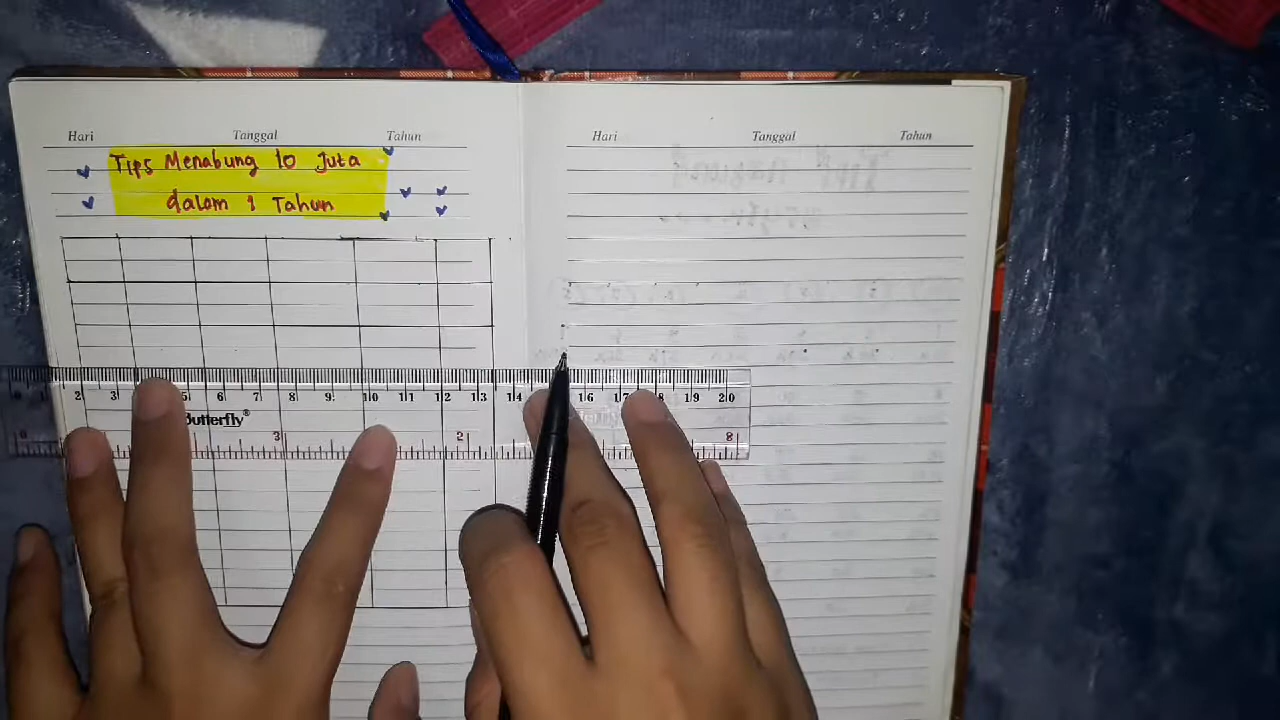 Hari Tanggal Tahun
Tips Menabung 10 Juta
dalam 1 Tahun
Hari Tanggal Tahun
2 3 5 6 7 8 9 10 11 12 13 14 16 17 18 19 20
Butterfly®
3 2 8